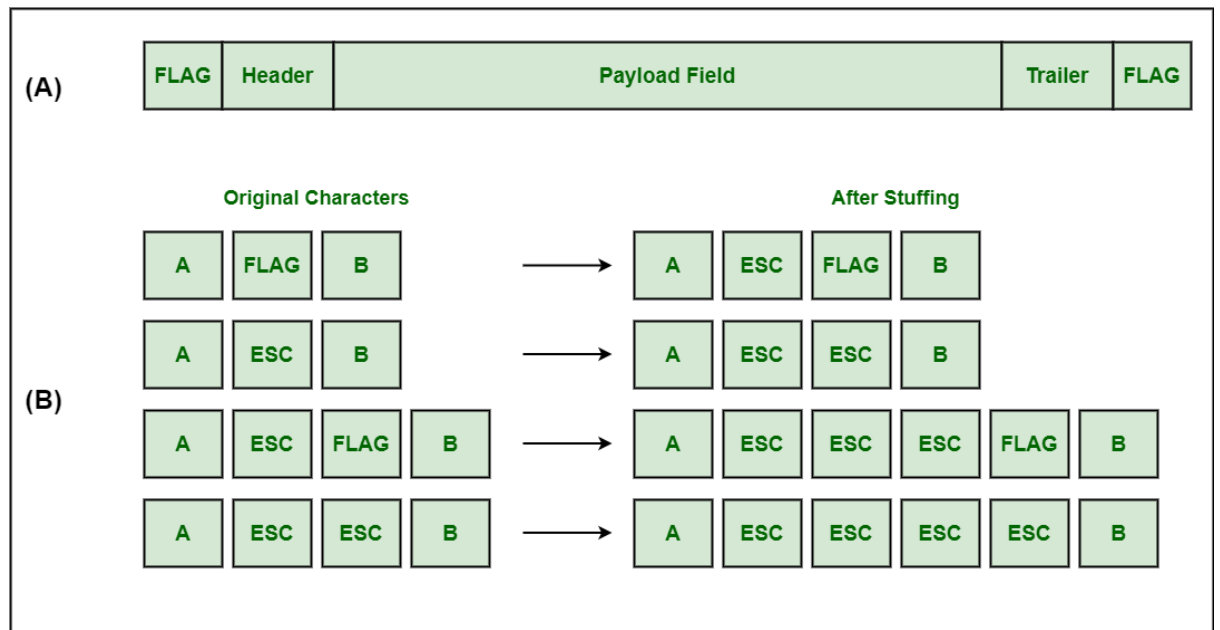 (A) FLAG Header Payload Field Trailer FLAG
Original Characters After Stuffing
A FLAG B A ESC FLAG B
A ESC B A ESC ESC B
(B)
A ESC FLAG B A ESC ESC ESC FLAG B
A ESC ESC B A ESC ESC ESC ESC B